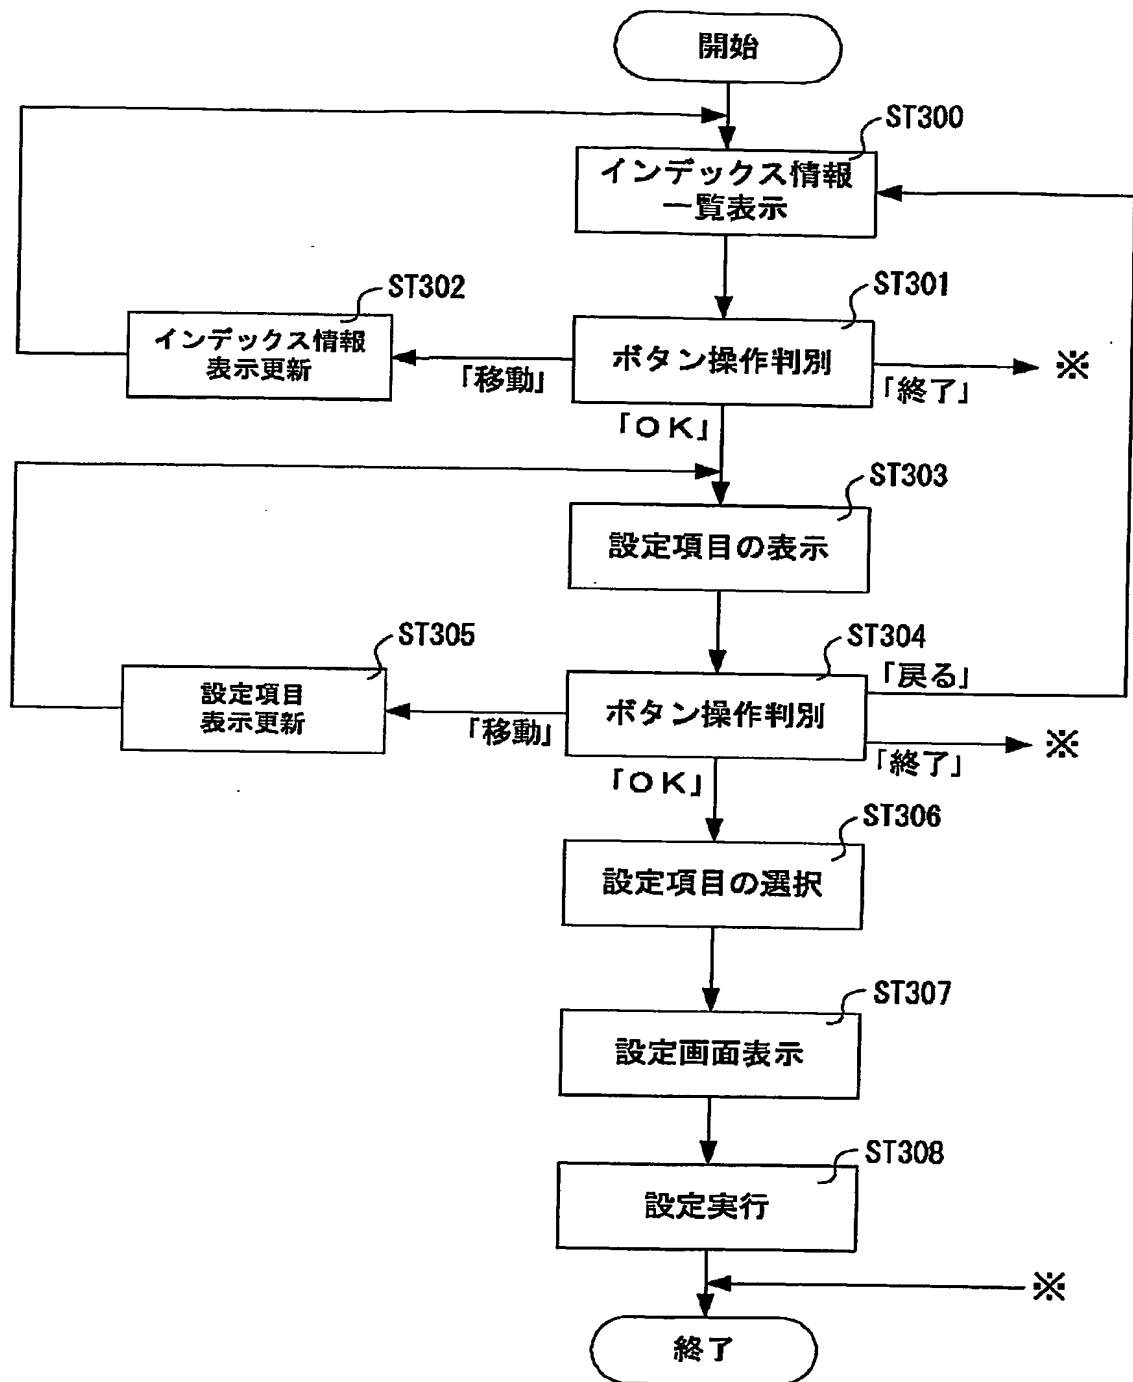 開始
ST300
インデックス情報
一覧表示
ST302
ST301
インデックス情報
表示更新
ボタン操作判別
※
「移動」
「終了」
「OK」
ST303
設定項目の表示
ST305
ST304
「戻る」
設定項目
表示更新
ボタン操作判別
「移動」
※
「終了」
「OK」
ST306
設定項目の選択
ST307
設定画面表示
ST308
設定実行
※
終了